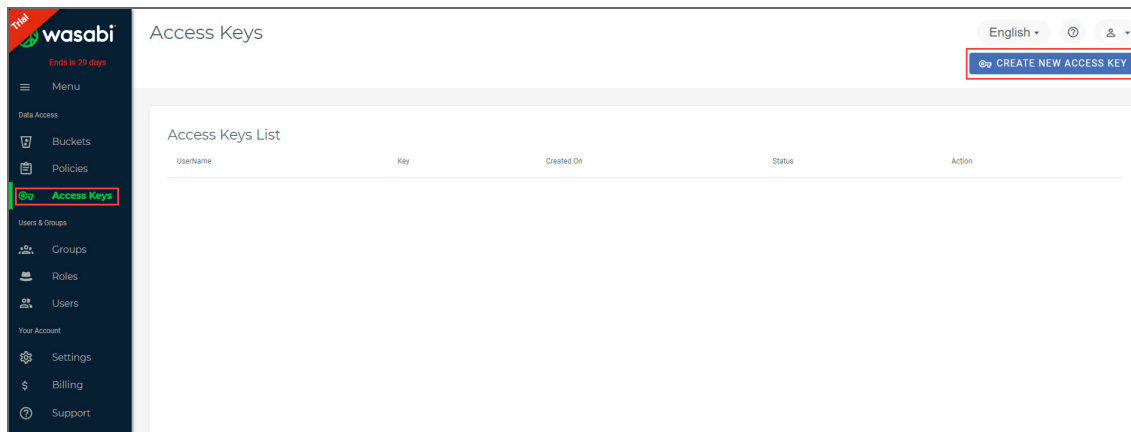 Trial
wasabi
Ends in 29 days
Menu
Data Access
Buckets
Policies
Access Keys
Users & Groups
Groups
Roles
Users
Your Account
Settings
$ Billing
Support
Access Keys
English
CREATE NEW ACCESS KEY
Access Keys List
UserName Key Created On Status Action